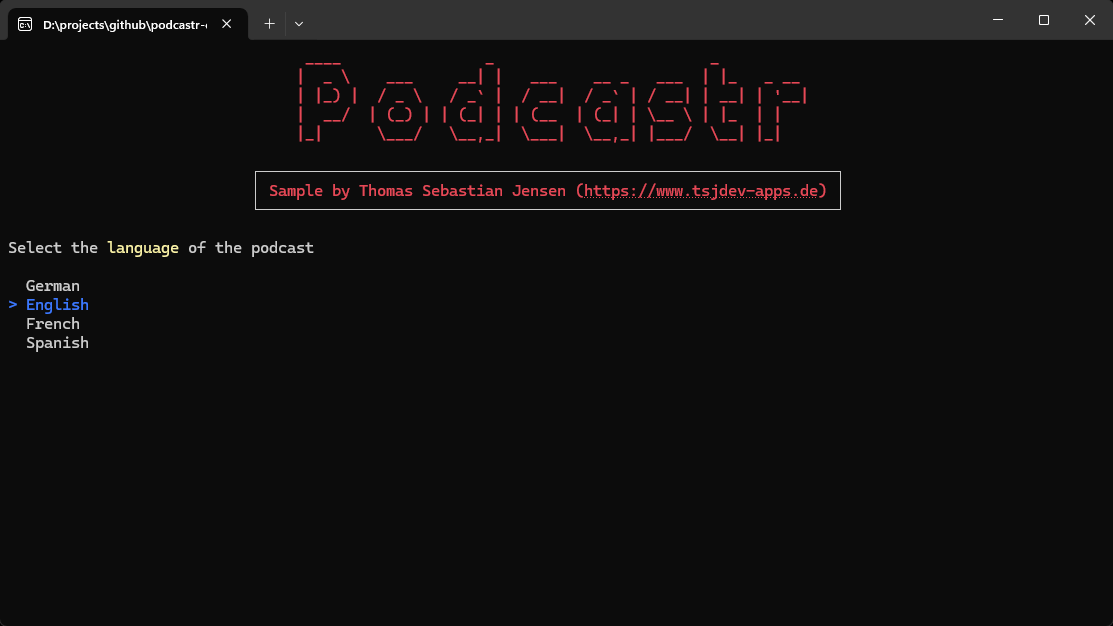 D:\projects\github\podcastr-
Podcastr
Sample by Thomas Sebastian Jensen (https://www.tsjdev-apps.de)
Select the language of the podcast
German
> English
French
Spanish